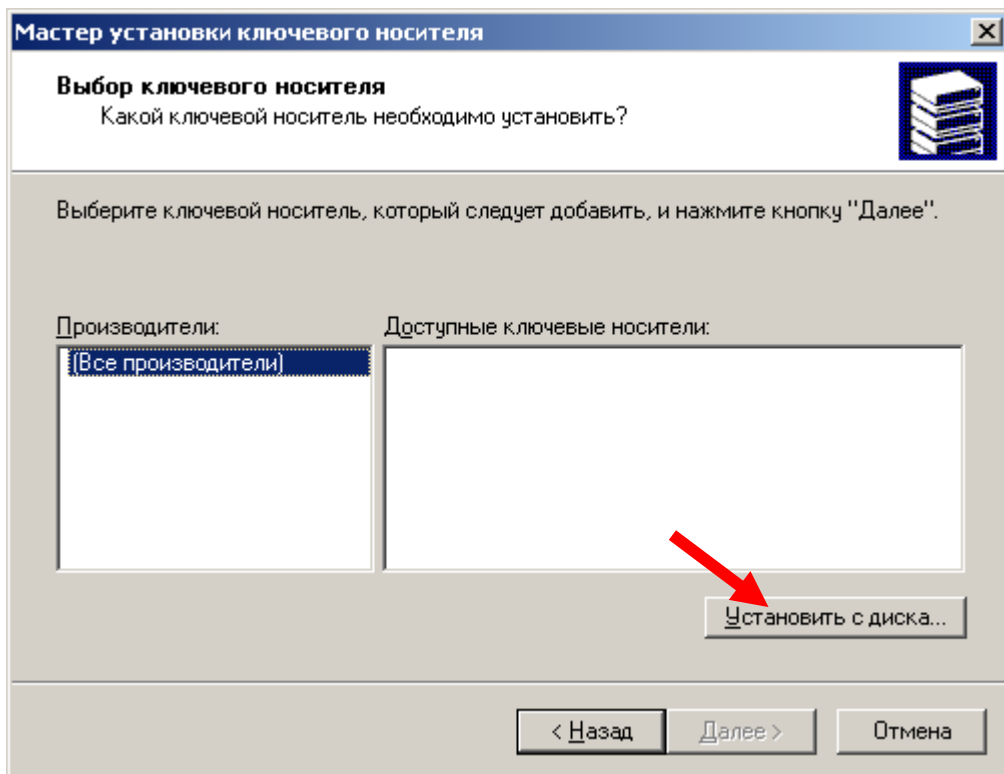 Мастер установки ключевого носителя
Выбор ключевого носителя
Какой ключевой носитель необходимо установить?
Выберите ключевой носитель, который следует добавить, и нажмите кнопку "Далее".
Производители:
Доступные ключевые носители:
(Все производители)
Установить с диска...
< Назад
Далее >
Отмена